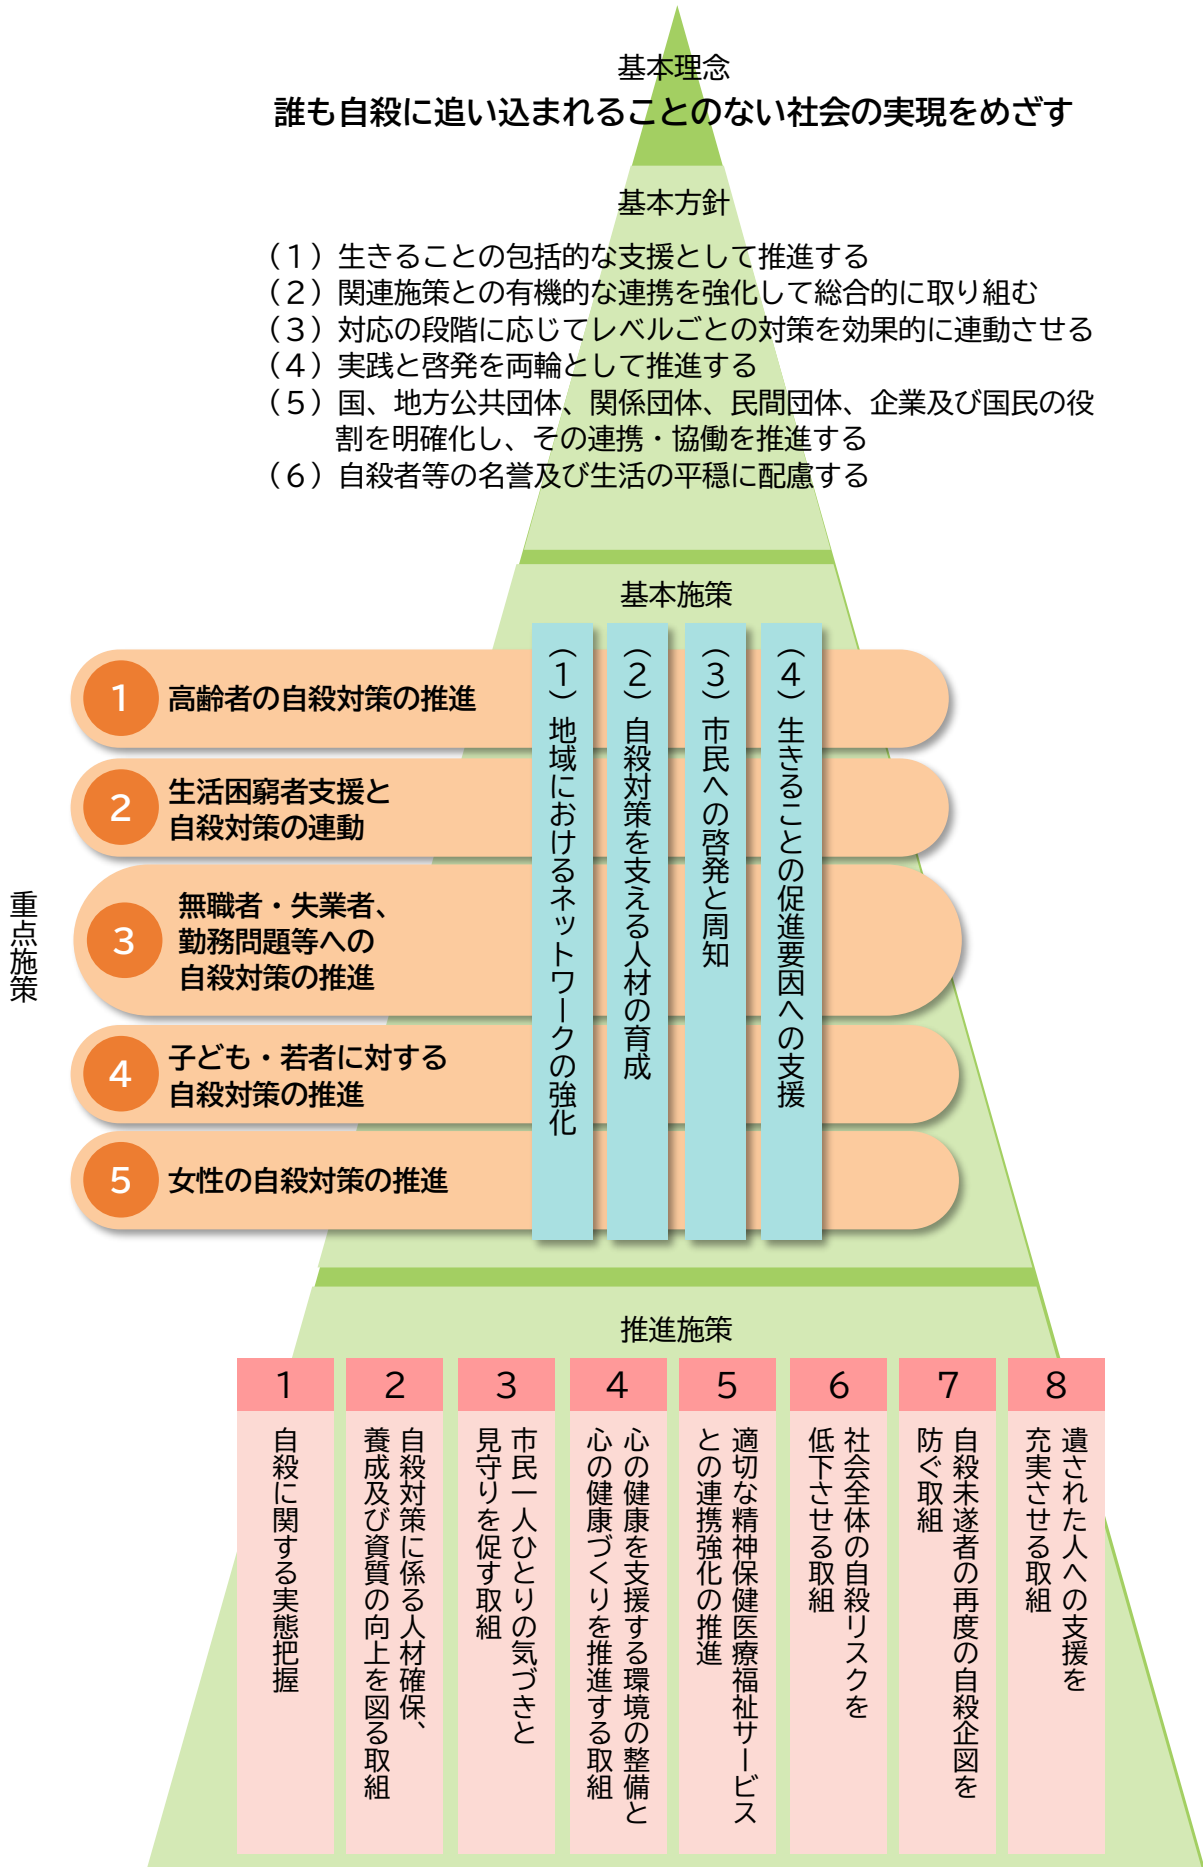 基本理念
誰も自殺に追い込まれることのない社会の実現をめざす
基本方針
（１）生きることの包括的な支援として推進する
（２）関連施策との有機的な連携を強化して総合的に取り組む
（３）対応の段階に応じてレベルごとの対策を効果的に連動させる
（４）実践と啓発を両輪として推進する
（５）国、地方公共団体、関係団体、民間団体、企業及び国民の役
割を明確化し、その連携・協働を推進する
（６）自殺者等の名誉及び生活の平穏に配慮する
基本施策
（１）地域におけるネットワークの強化
（２）自殺対策を支える人材の育成
（３）市民への啓発と周知
（４）生きることの促進要因への支援
重点施策
1
高齢者の自殺対策の推進
2
生活困窮者支援と
自殺対策の連動
3
無職者・失業者、
勤務問題等への
自殺対策の推進
4
子ども・若者に対する
自殺対策の推進
5
女性の自殺対策の推進
推進施策
1
自殺に関する実態把握
2
自殺対策に係る人材確保、
養成及び資質の向上を図る取組
3
市民一人ひとりの気づきと
見守りを促す取組
4
心の健康を支援する環境の整備と
心の健康づくりを推進する取組
5
適切な精神保健医療福祉サービス
との連携強化の推進
6
社会全体の自殺リスクを
低下させる取組
7
自殺未遂者の再度の自殺企図を
防ぐ取組
8
遺された人への支援を
充実させる取組